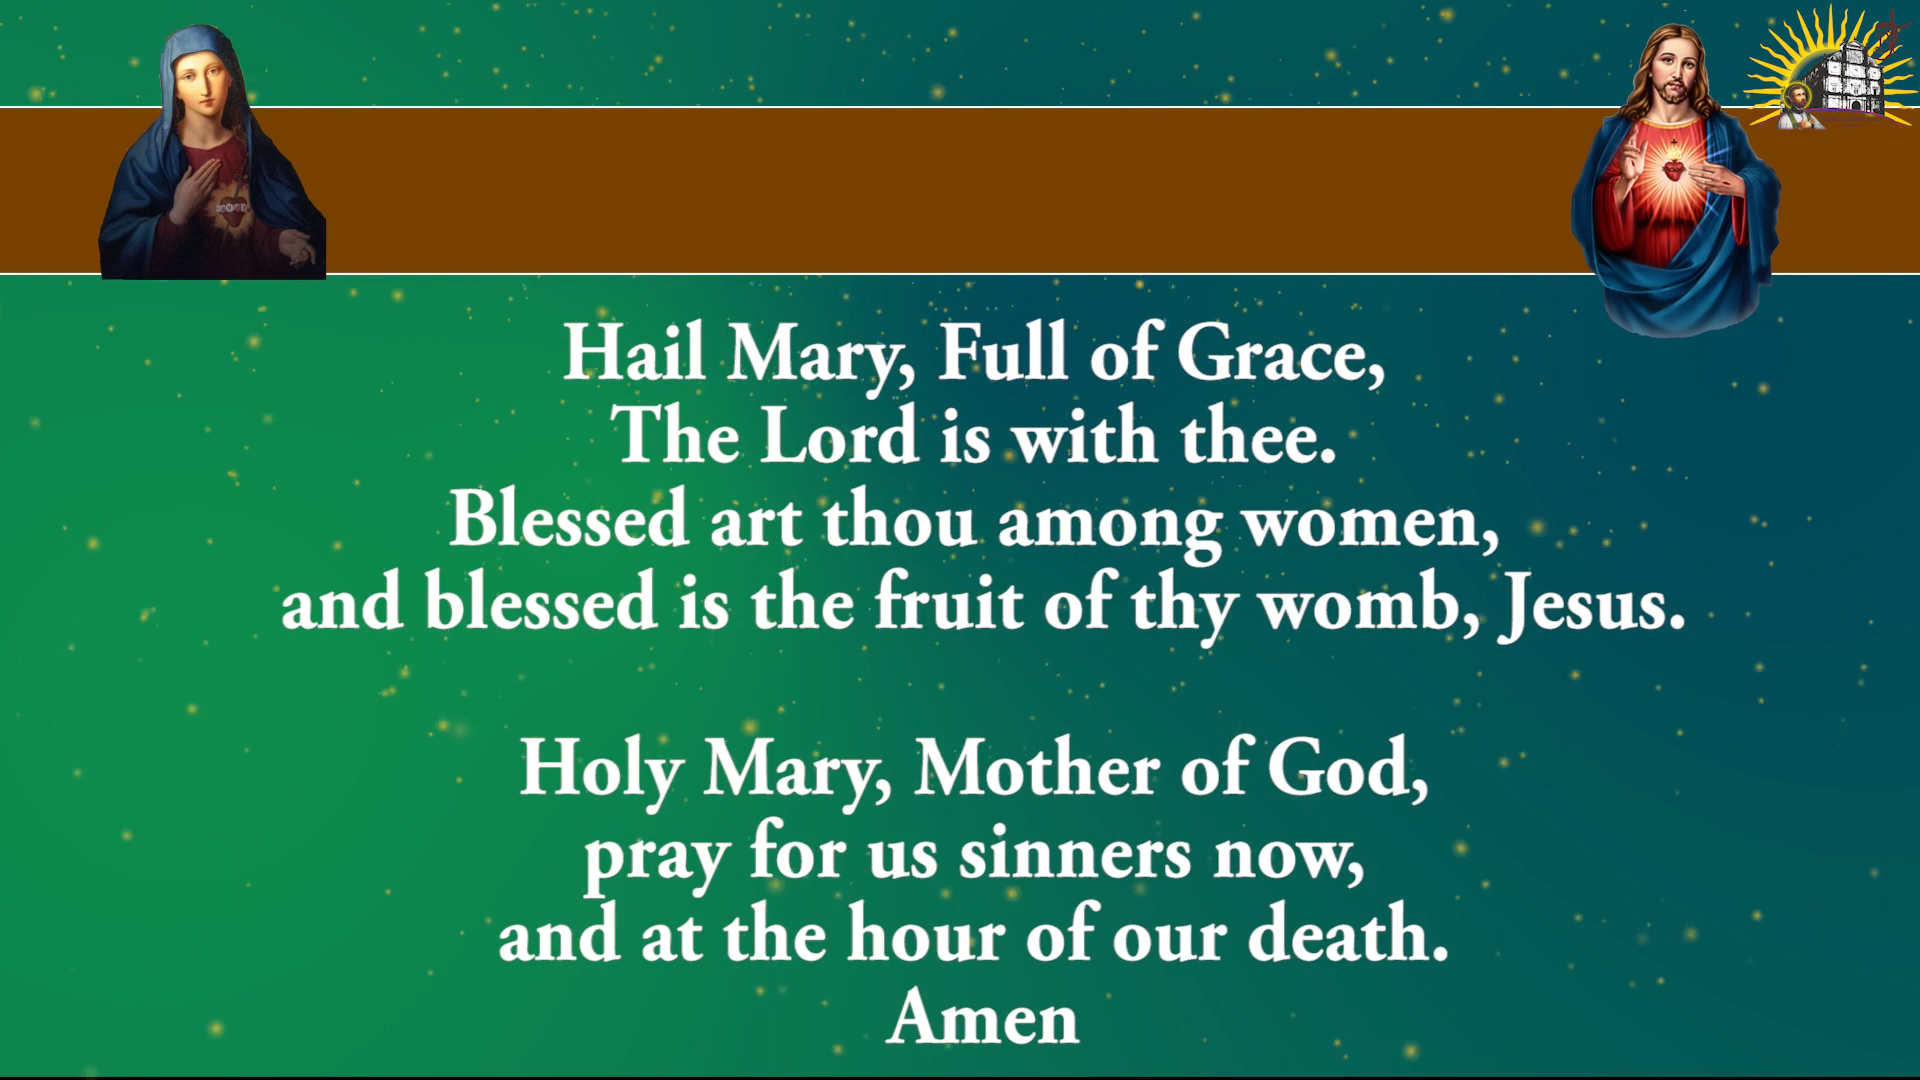 Hail Mary, Full of Grace,
The Lord is with thee.
Blessed art thou among women,
and blessed is the fruit of thy womb, Jesus.
Holy Mary, Mother of God,
pray for us sinners now,
and at the hour of our death.
Amen